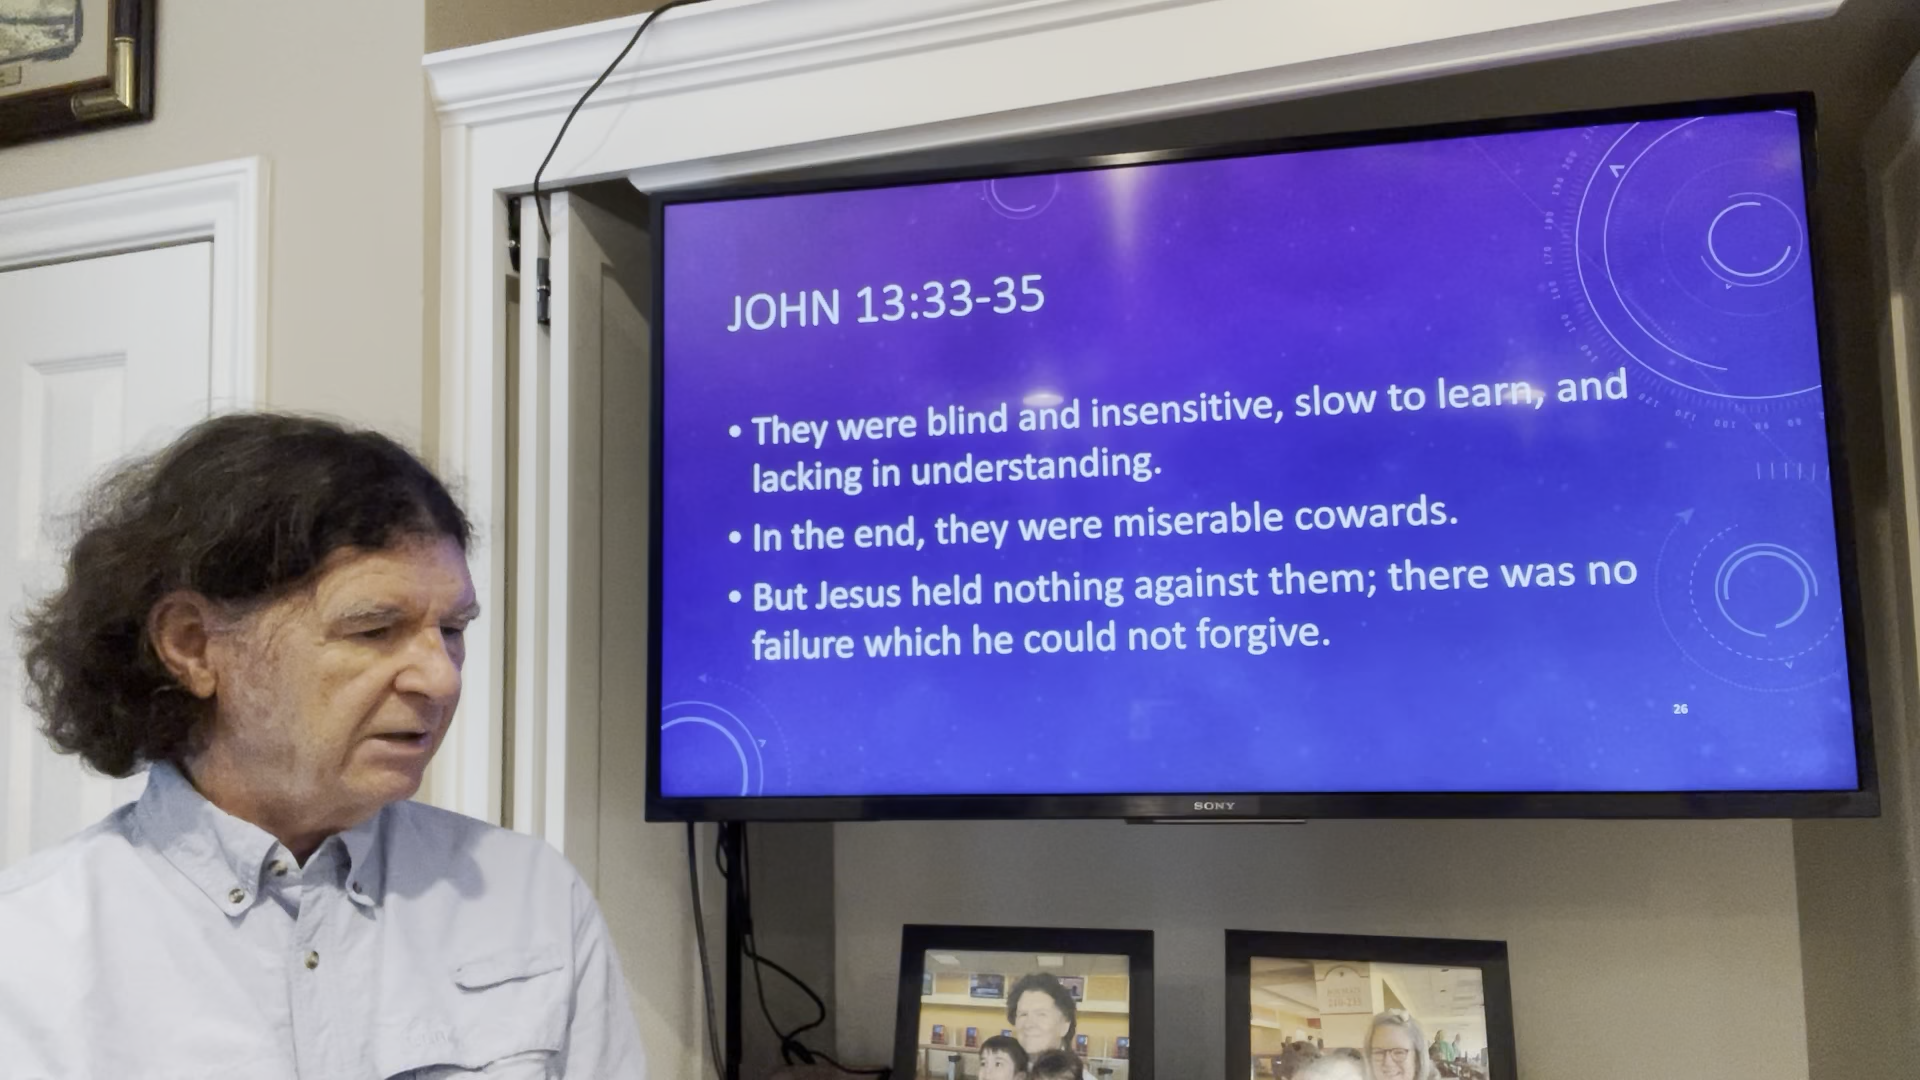 JOHN 13:33-35
• They were blind and insensitive, slow to learn, and
lacking in understanding.
• In the end, they were miserable cowards.
• But Jesus held nothing against them; there was no
failure which he could not forgive.
26
SONY